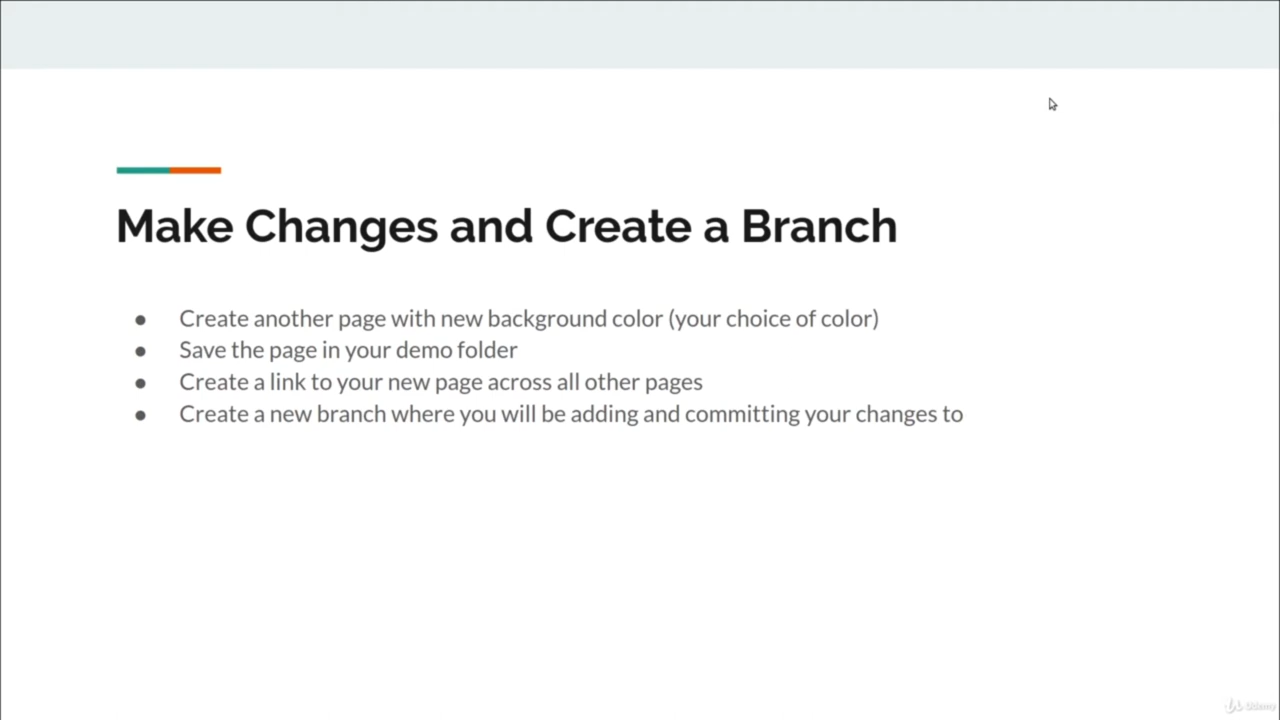 Make Changes and Create a Branch
● Create another page with new background color (your choice of color)
● Save the page in your demo folder
● Create a link to your new page across all other pages
● Create a new branch where you will be adding and committing your changes to
Udemy